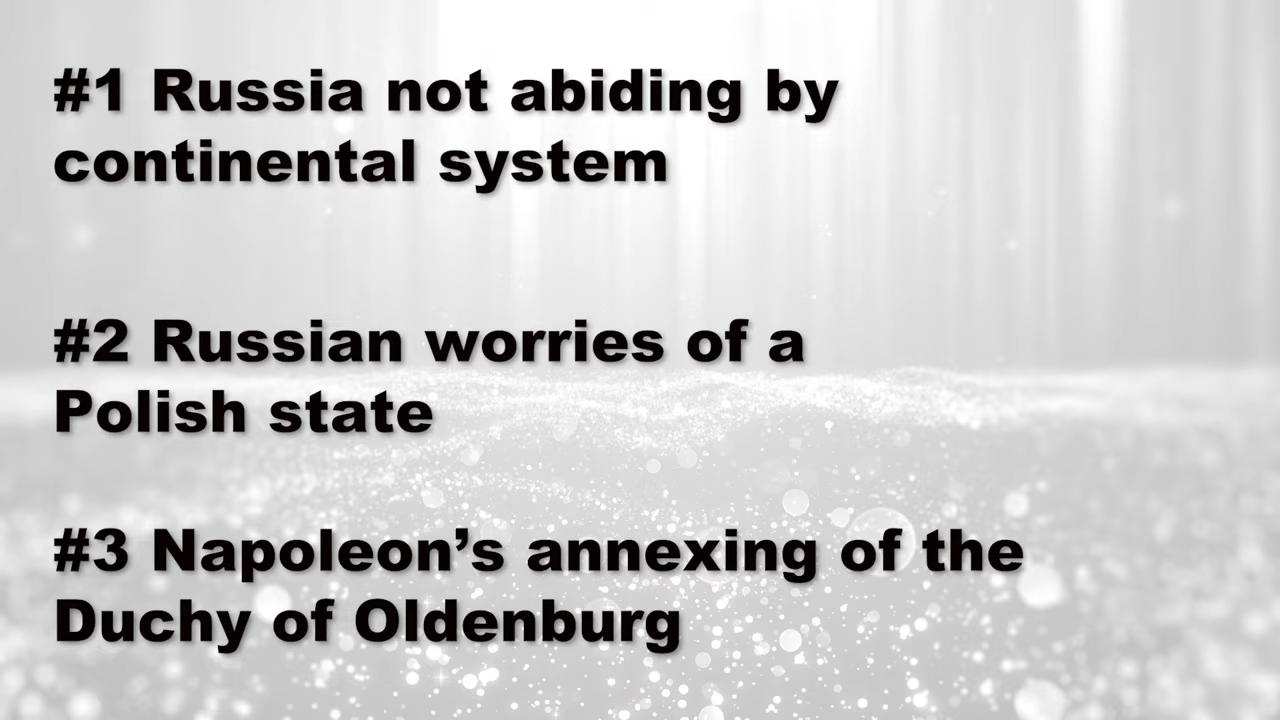 #1 Russia not abiding by
continental system
#2 Russian worries of a
Polish state
#3 Napoleon’s annexing of the
Duchy of Oldenburg